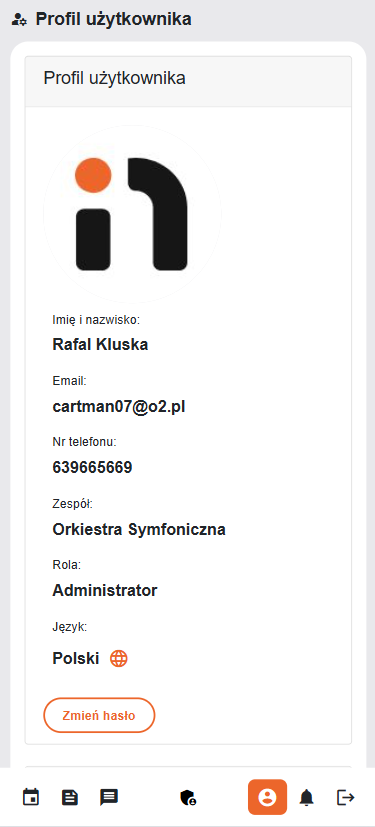 Profil użytkownika
Profil użytkownika
Imię i nazwisko:
Rafal Kluska
Email:
cartman07@o2.pl
Nr telefonu:
639665669
Zespół:
Orkiestra Symfoniczna
Rola:
Administrator
Język:
Polski
Zmień hasło